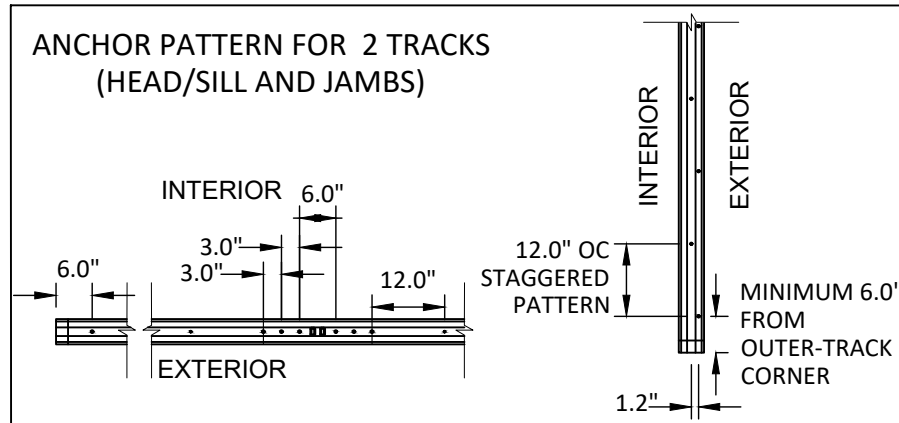 ANCHOR PATTERN FOR 2 TRACKS
(HEAD/SILL AND JAMBS)
INTERIOR
6.0"
3.0"
3.0"
6.0"
12.0"
EXTERIOR
INTERIOR
EXTERIOR
12.0" OC
STAGGERED
PATTERN
MINIMUM 6.0"
FROM
OUTER-TRACK
CORNER
1.2"